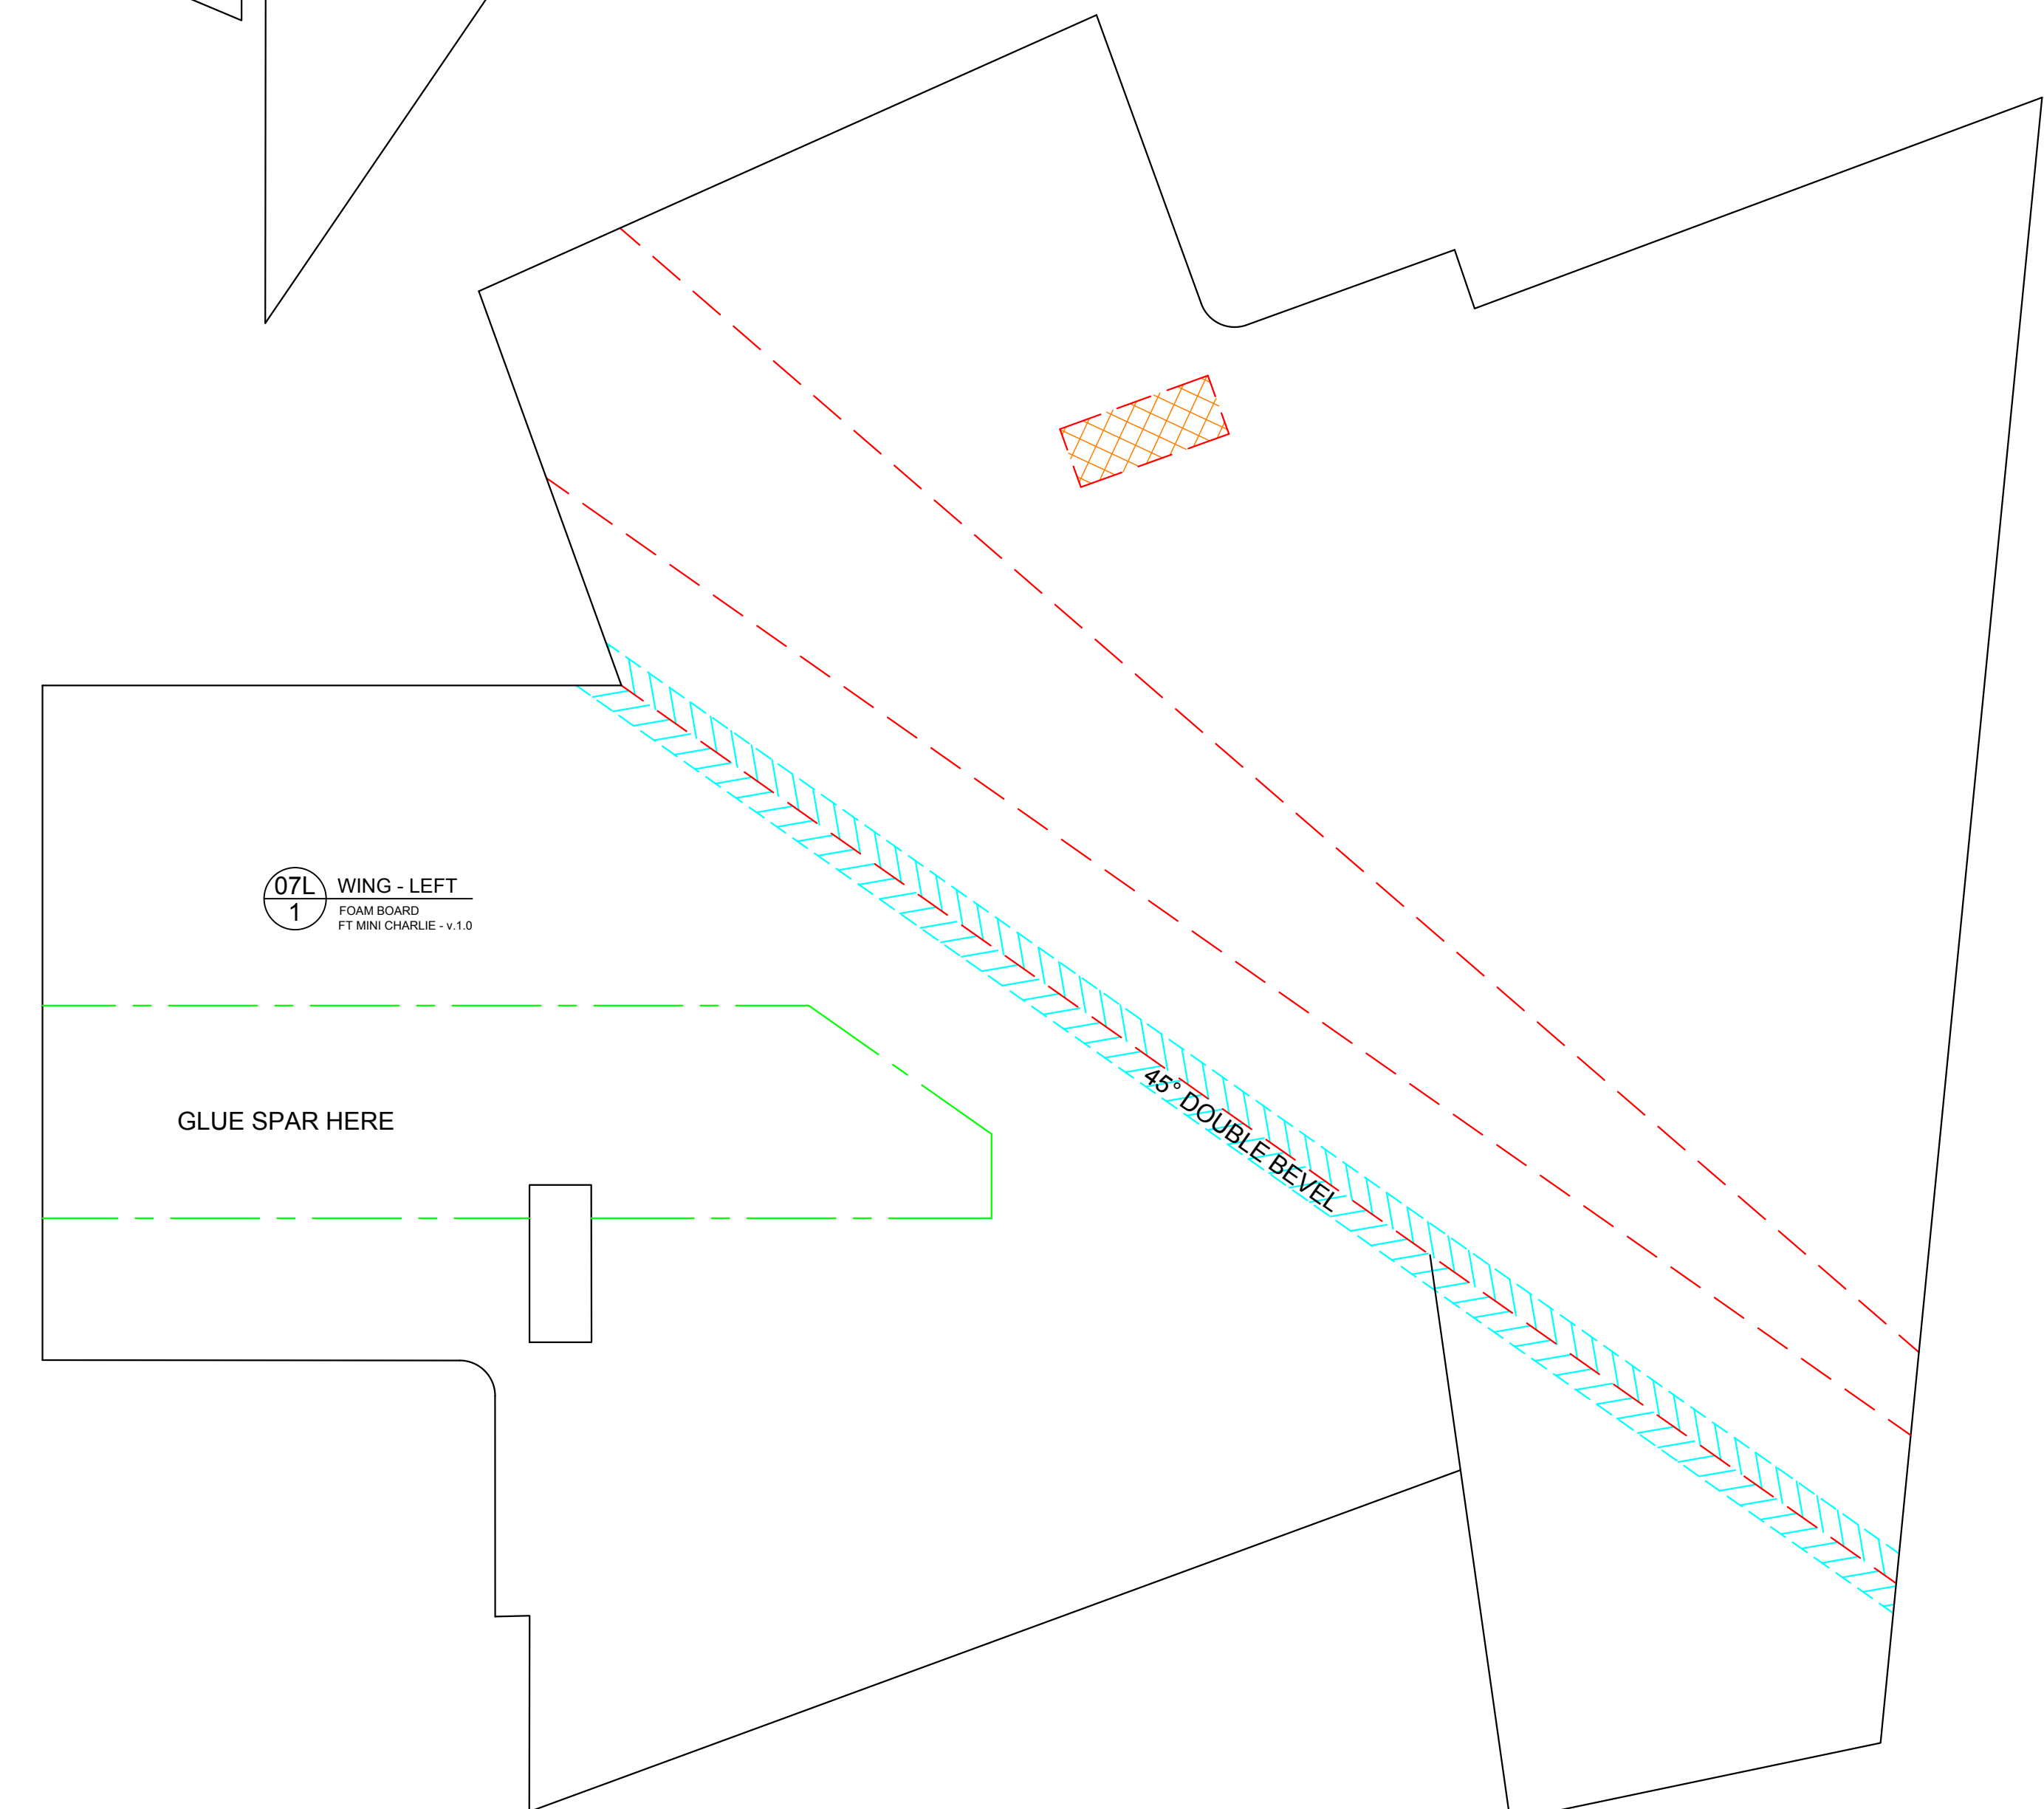 07L
1
WING - LEFT
FOAM BOARD
FT MINI CHARLIE - v.1.0
GLUE SPAR HERE
45° DOUBLE BEVEL